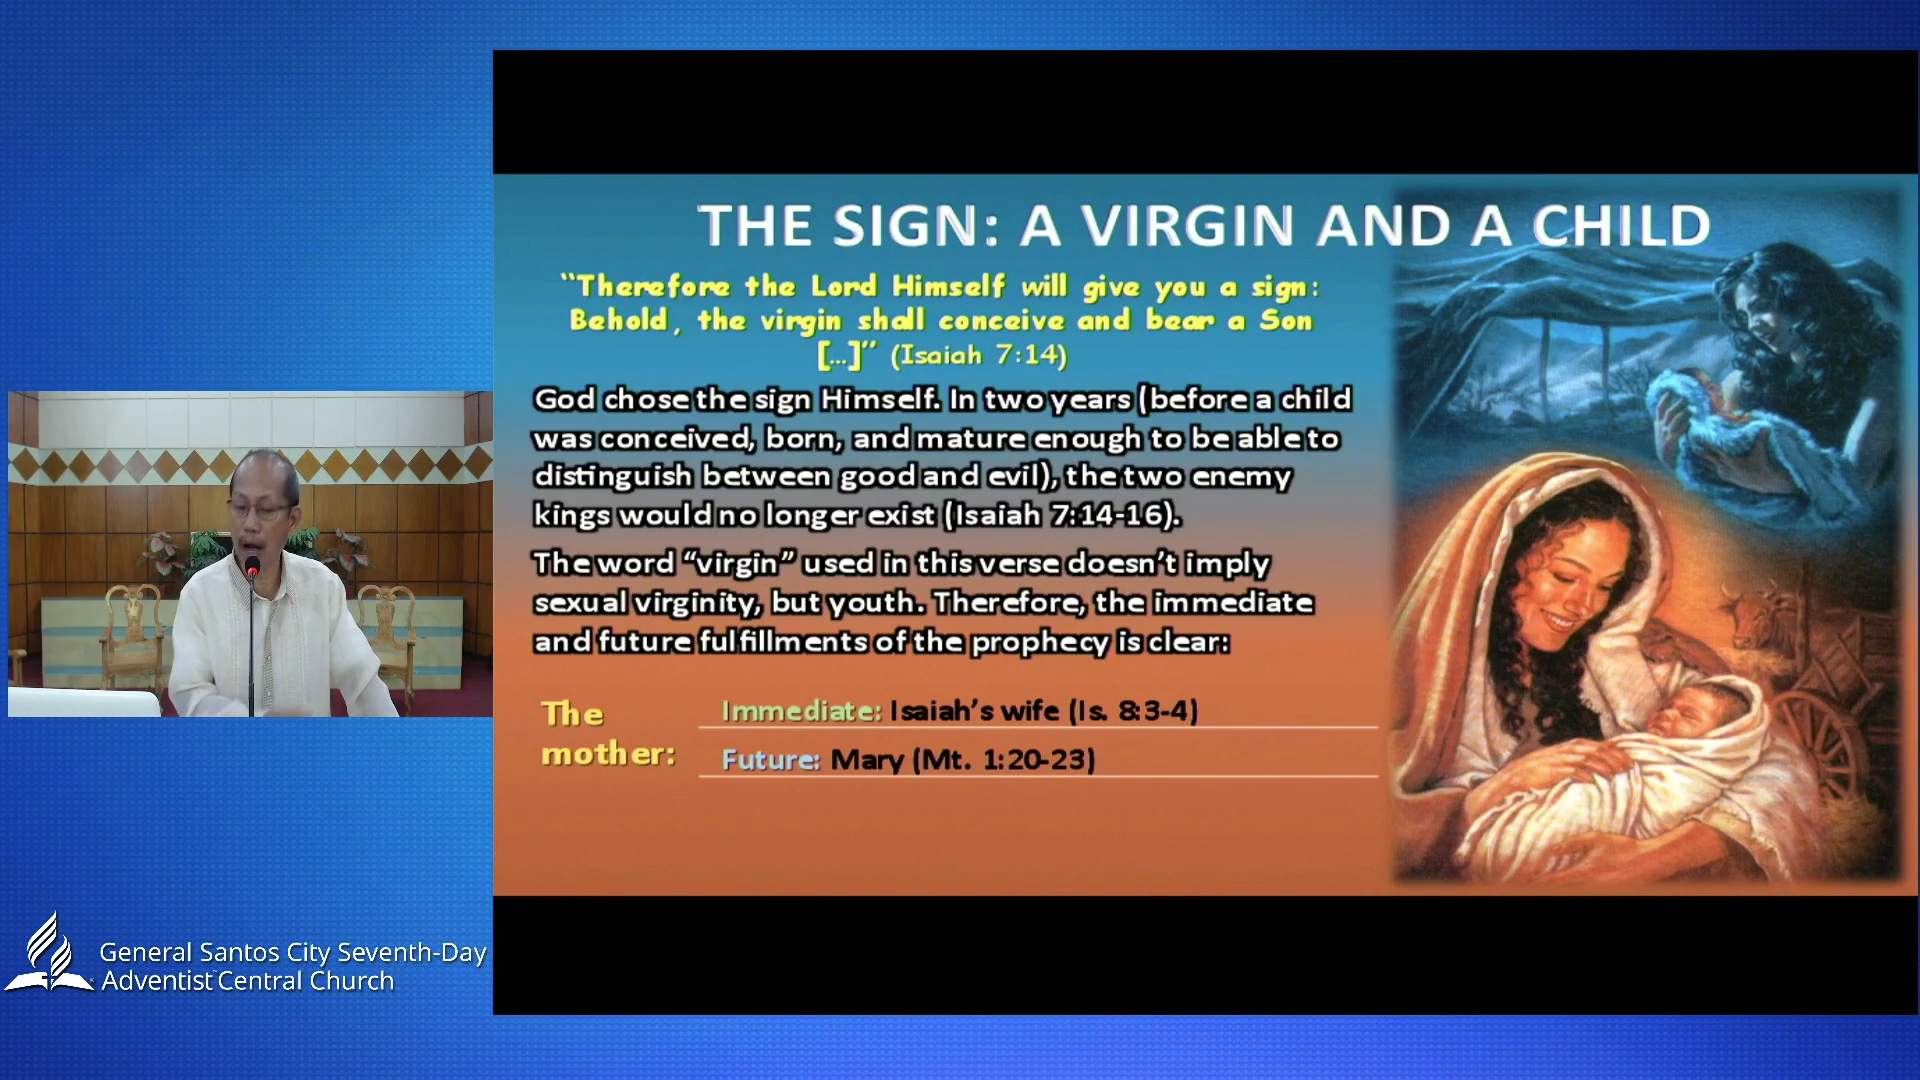 THE SIGN: A VIRGIN AND A CHILD
“Therefore the Lord Himself will give you a sign:
Behold, the virgin shall conceive and bear a Son
[...]” (Isaiah 7:14)
God chose the sign Himself. In two years (before a child
was conceived, born, and mature enough to be able to
distinguish between good and evil), the two enemy
kings would no longer exist (Isaiah 7:14-16).
The word “virgin” used in this verse doesn’t imply
sexual virginity, but youth. Therefore, the immediate
and future fulfillments of the prophecy is clear:
The
mother:
Immediate: Isaiah’s wife (Is. 8:3-4)
Future: Mary (Mt. 1:20-23)
General Santos City Seventh-Day
Adventist Central Church